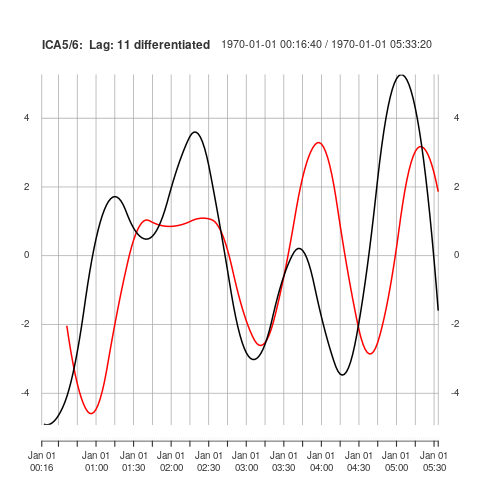 ICA5/6: Lag: 11 differentiated 1970-01-01 00:16:40 / 1970-01-01 05:33:20
4 4
2 2
0 0
-2 -2
-4 -4
Jan 01 Jan 01 Jan 01 Jan 01 Jan 01 Jan 01 Jan 01 Jan 01 Jan 01 Jan 01 Jan 01
00:16 01:00 01:30 02:00 02:30 03:00 03:30 04:00 04:30 05:00 05:30